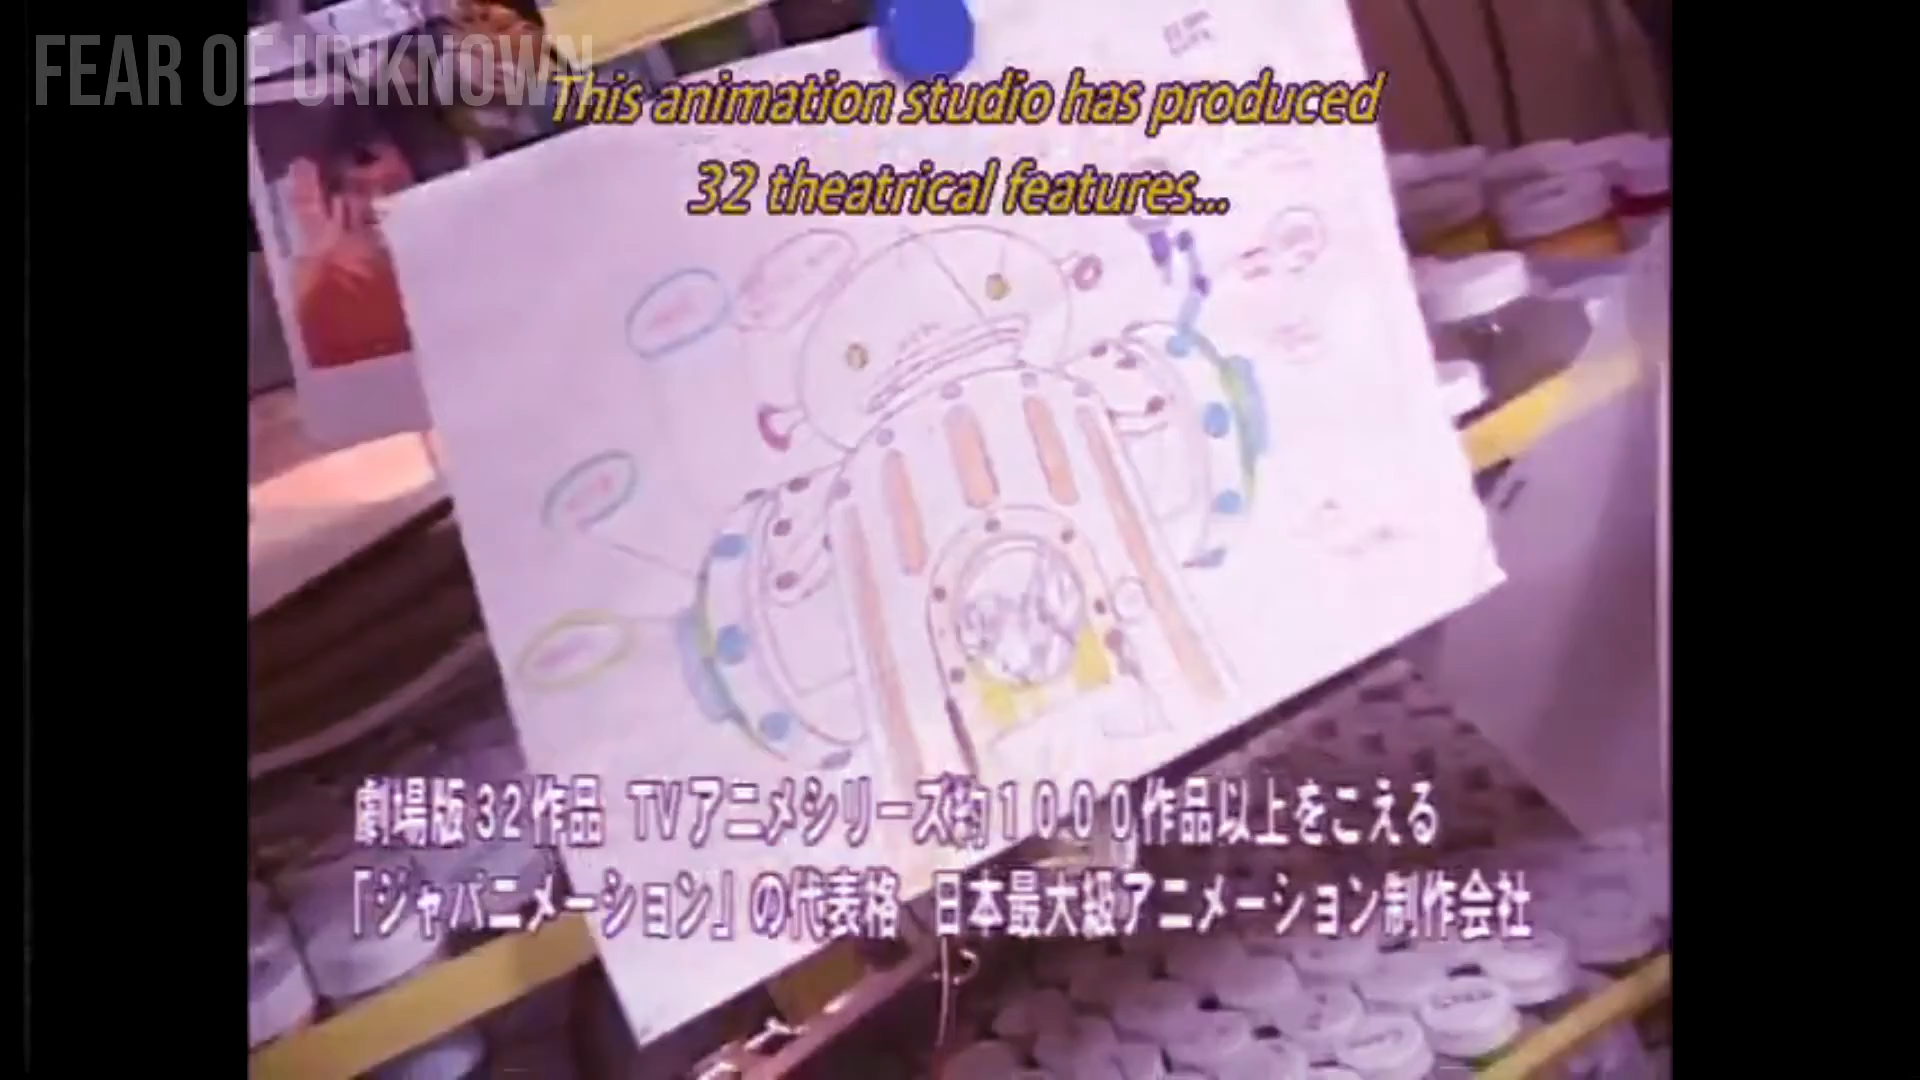 FEAR OF UNKNOWN
This animation studio has produced
32 theatrical features...
劇場版32作品 TVアニメシリーズ約1000作品以上をこえる
「ジャパニメーション」の代表格 日本最大級アニメーション制作会社